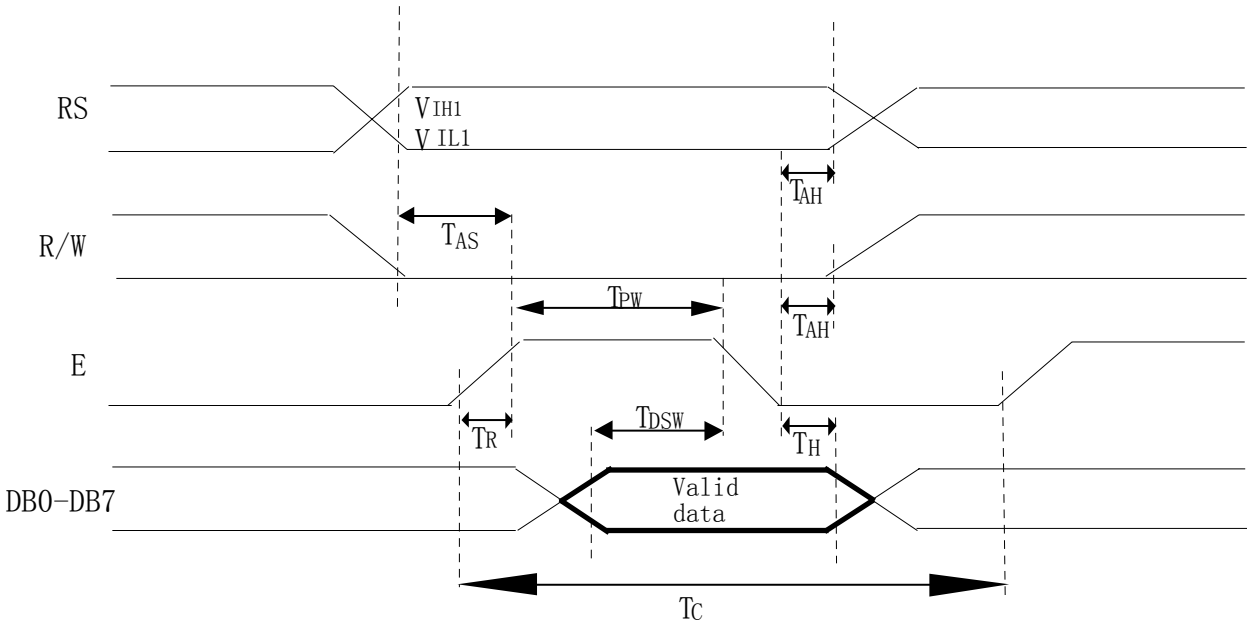 RS
VIH1
VIL1
TAH
R/W
TAS
TPW
TAH
E
TR
TDSW
TH
DB0-DB7
Valid
data
TC